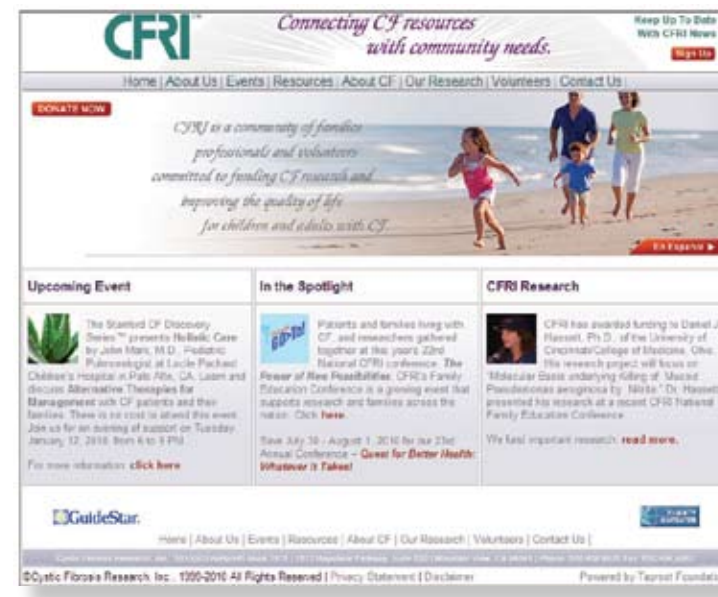 CFRI
Connecting CF resources
with community needs.
Keep Up To Date
With CFRI News
Sign Up
Home | About Us | Events | Resources | About CF | Our Research | Volunteers | Contact Us |
DONATE NOW
CFRI is a community of families
professionals and volunteers
committed to funding CF research and
improving the quality of life
for children and adults with CF.
En Español
Upcoming Event
The Stanford CF Discovery
Series™ presents Holistic Care
by John Mark, M.D., Pediatric
Pulmonologist at Lucile Packard
Children's Hospital in Palo Alto, CA. Learn and
discuss Alternative Therapies for
Management with CF patients and their
families. There is no cost to attend this event.
Join us for an evening of support on Tuesday
January, 12, 2010, from 6 to 9 PM.
For more information: click here
In the Spotlight
Patients and families living with
CF, and researchers gathered
together at this year's 22nd
National CFRI conference. The
Power of New Possibilities. CFRI's Family
Education Conference is a growing event that
supports research and families across the
nation. Click here.
Save July 30 - August 1, 2010 for our 23rd
Annual Conference – Quest for Better Health:
Whatever It Takes!
CFRI Research
CFRI has awarded funding to Daniel J.
Hassett, Ph.D., of the University of
Cincinnati/College of Medicine, Ohio.
His research project will focus on
"Molecular Basis underlying Killing of Mucoid
Pseudomonas aeruginosa by Nitrite." Dr. Hassett
presented his research at a recent CFRI National
Family Education Conference.
We fund important research, read more.
GuideStar.
Home | About Us | Events | Resources | About CF | Our Research | Volunteers | Contact Us |
©Cystic Fibrosis Research, Inc., 1999-2010 All Rights Reserved | Privacy Statement | Disclaimer
Powered by Taproot